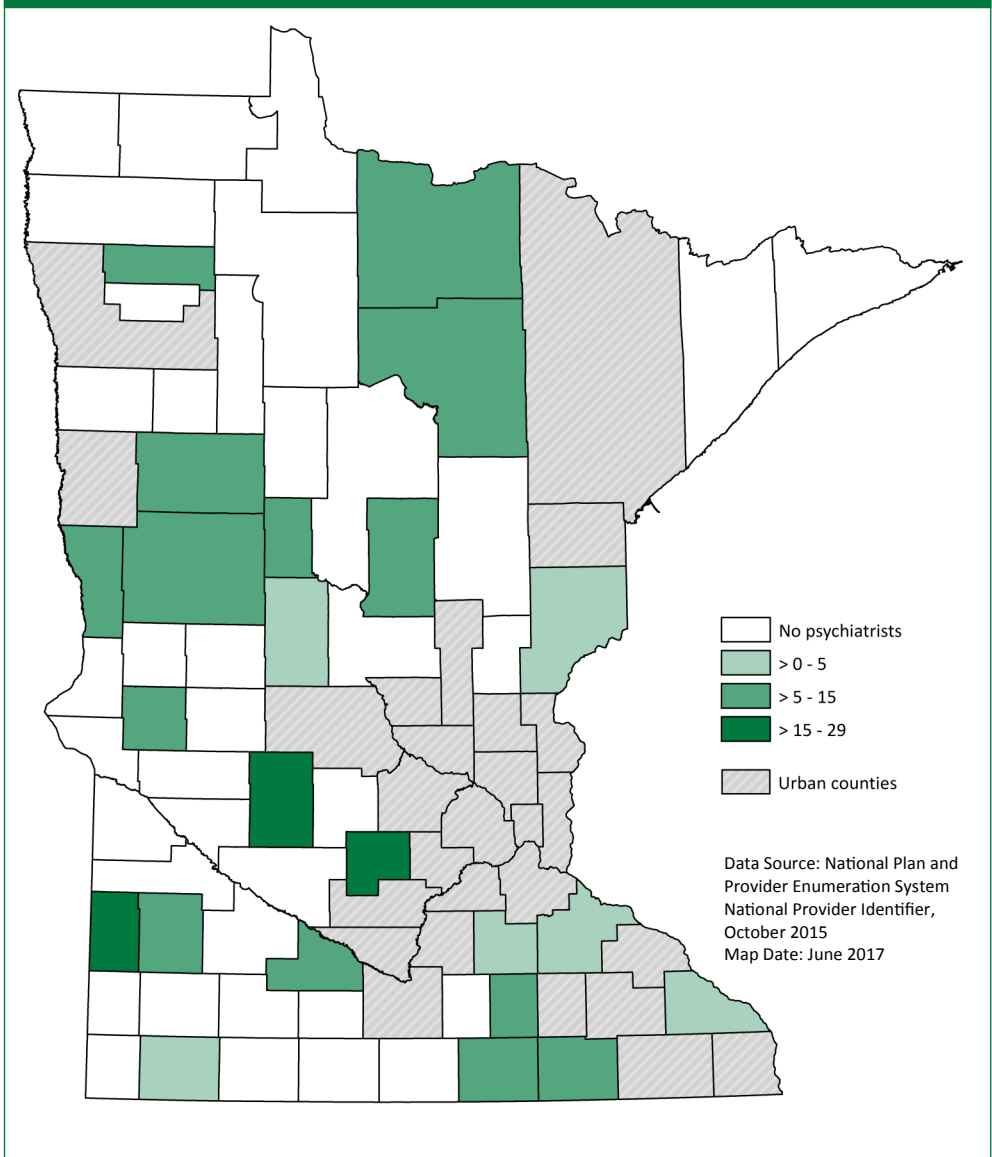 No psychiatrists
> 0 - 5
> 5 - 15
> 15 - 29
Urban counties
Data Source: National Plan and
Provider Enumeration System
National Provider Identifier,
October 2015
Map Date: June 2017